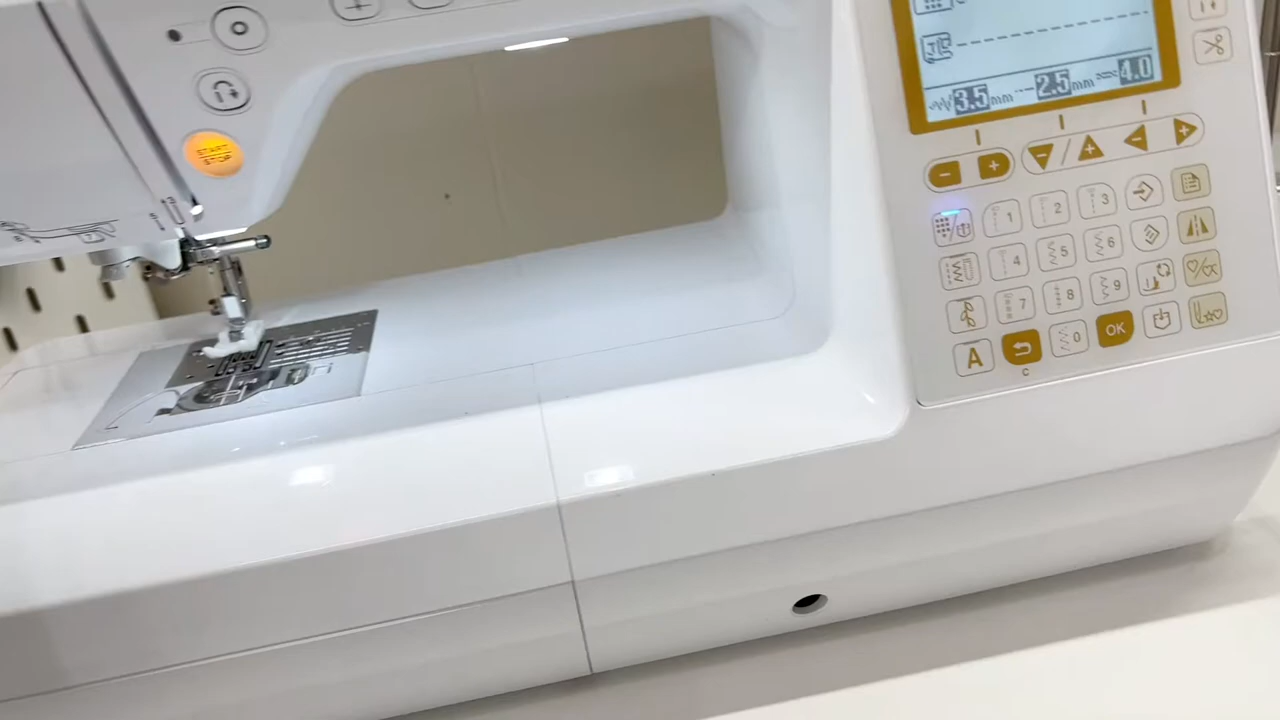 3.5mm 2.5mm 4.0
START/
STOP
- + - + - +
1 2 3
4 5 6
7 8 9
A 0 OK
C